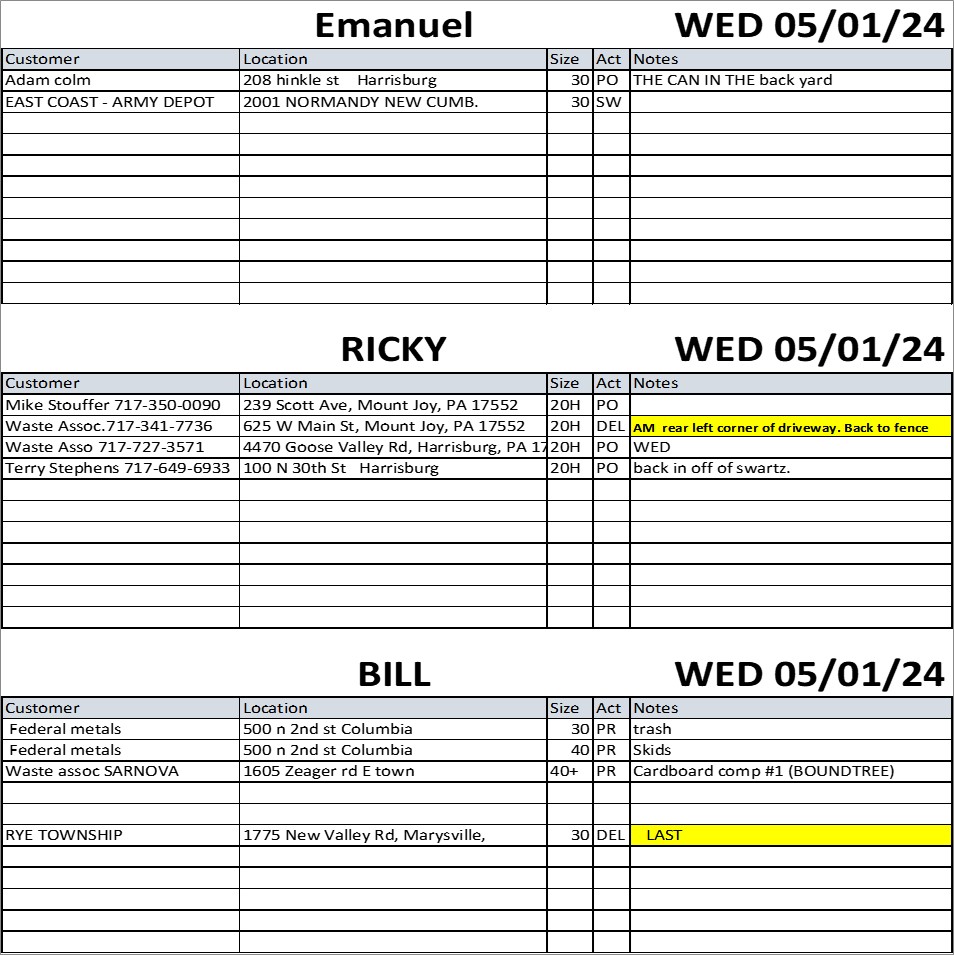 Emanuel WED 05/01/24
Customer Location Size Act Notes
Adam colm 208 hinkle st Harrisburg 30 PO THE CAN IN THE back yard
EAST COAST - ARMY DEPOT 2001 NORMANDY NEW CUMB. 30 SW
RICKY WED 05/01/24
Customer Location Size Act Notes
Mike Stouffer 717-350-0090 239 Scott Ave, Mount Joy, PA 17552 20H PO
Waste Assoc.717-341-7736 625 W Main St, Mount Joy, PA 17552 20H DEL AM rear left corner of driveway. Back to fence
Waste Asso 717-727-3571 4470 Goose Valley Rd, Harrisburg, PA 17 20H PO WED
Terry Stephens 717-649-6933 100 N 30th St Harrisburg 20H PO back in off of swartz.
BILL WED 05/01/24
Customer Location Size Act Notes
Federal metals 500 n 2nd st Columbia 30 PR trash
Federal metals 500 n 2nd st Columbia 40 PR Skids
Waste assoc SARNOVA 1605 Zeager rd E town 40+ PR Cardboard comp #1 (BOUNDTREE)
RYE TOWNSHIP 1775 New Valley Rd, Marysville, 30 DEL LAST